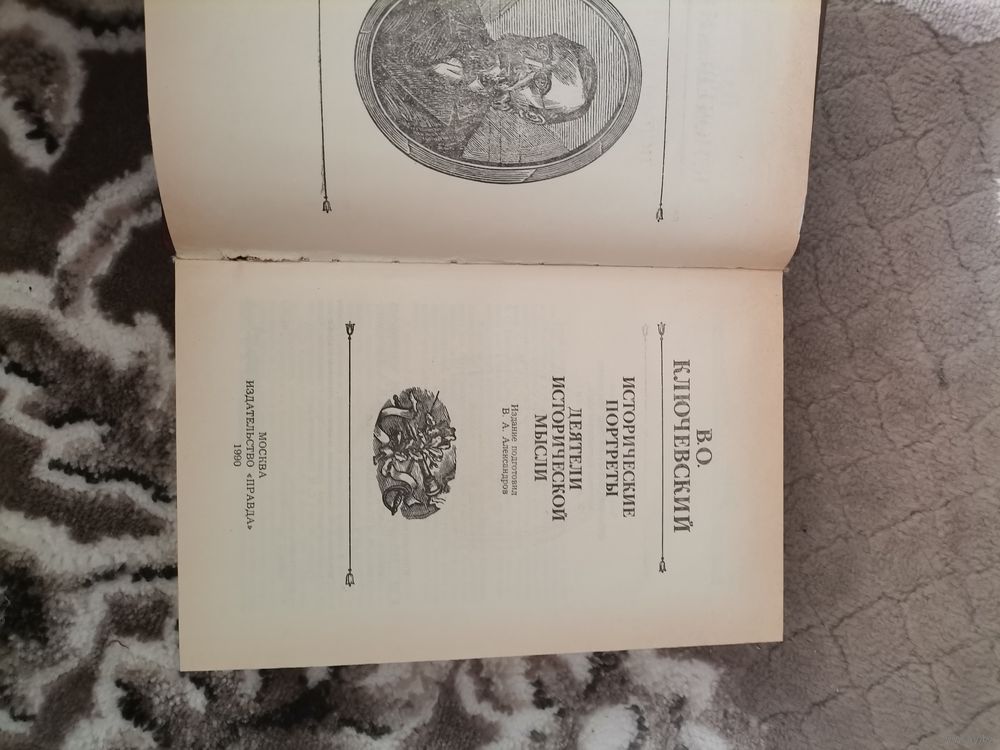 В.О.
КЛЮЧЕВСКИЙ
ИСТОРИЧЕСКИЕ
ПОРТРЕТЫ
ДЕЯТЕЛИ
ИСТОРИЧЕСКОЙ
МЫСЛИ
Издание подготовил
В. А. Александров
МОСКВА
ИЗДАТЕЛЬСТВО «ПРАВДА»
1990